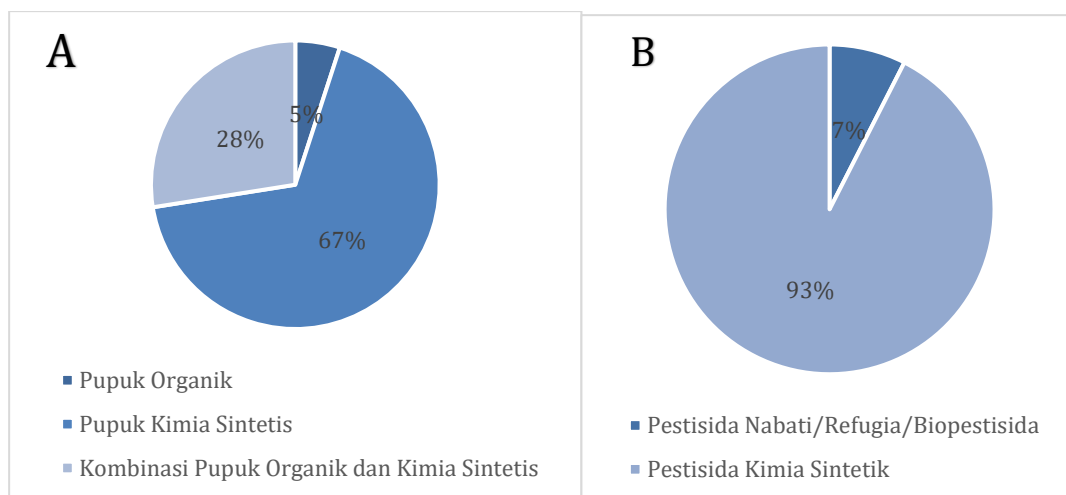 A
5%
28%
67%
Pupuk Organik
Pupuk Kimia Sintetis
Kombinasi Pupuk Organik dan Kimia Sintetis
B
7%
93%
Pestisida Nabati/Refugia/Biopestisida
Pestisida Kimia Sintetik